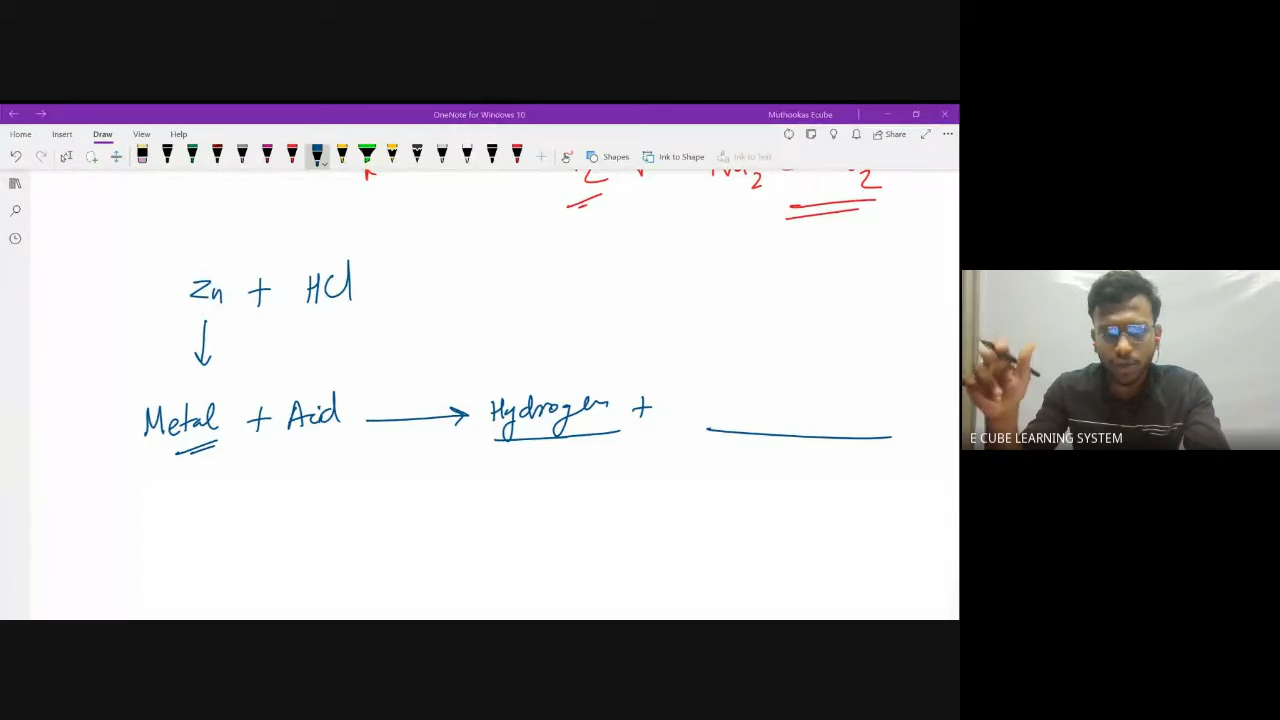 OneNote for Windows 10
Muthookas Ecube
Home Insert Draw View Help
Share
Shapes Ink to Shape Ink to Text
2
Zn + HCl
↓
Metal + Acid → Hydrogen +
E CUBE LEARNING SYSTEM